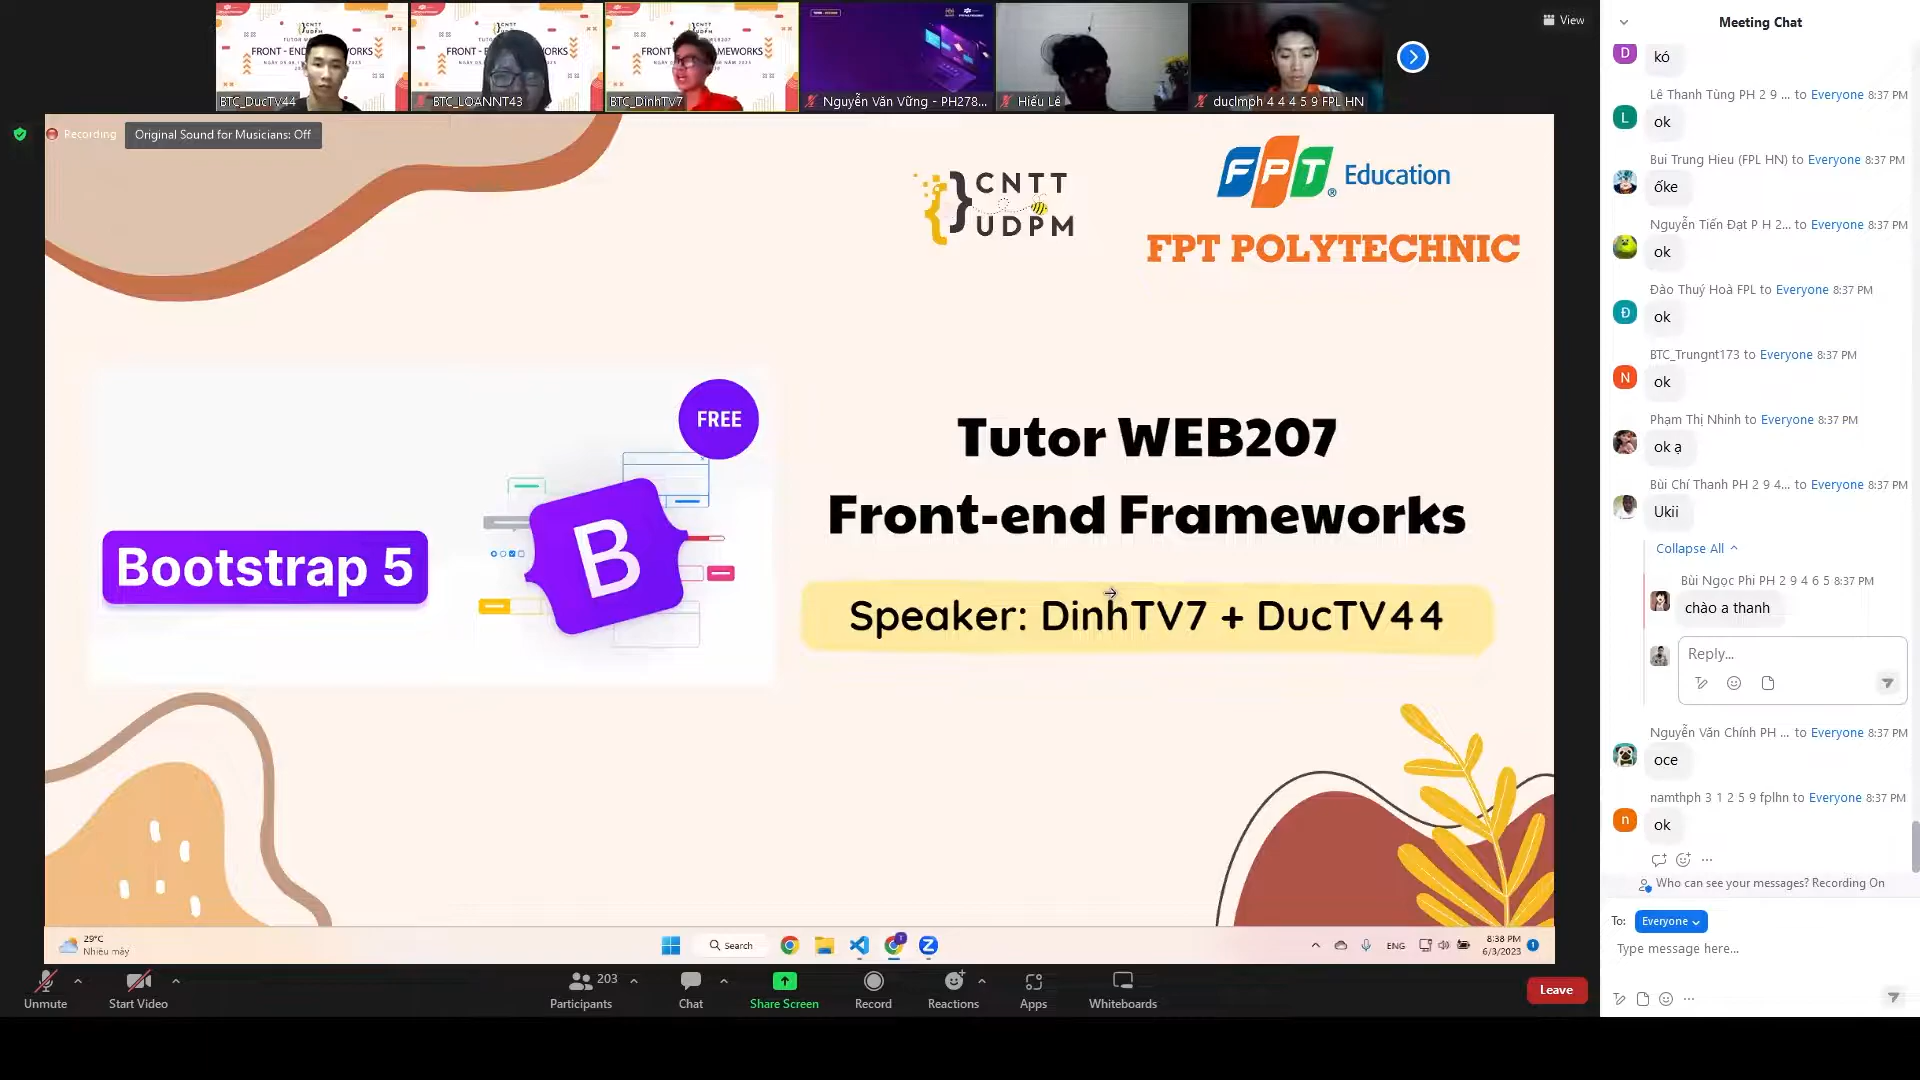 BTC_DucTV44
BTC_LOANNT43
BTC_DinhTV7
Nguyễn Văn Vững - PH278...
Hiếu Lê
duclmph 4 4 4 5 9 FPL HN
View
Recording
Original Sound for Musicians: Off
CNTT
UDPM
FPT Education
FPT POLYTECHNIC
FREE
Bootstrap 5
B
Tutor WEB207
Front-end Frameworks
Speaker: DinhTV7 + DucTV44
29°C
Nhiều mây
Search
ENG
8:38 PM
6/3/2023
Unmute
Start Video
Participants
203
Chat
Share Screen
Record
Reactions
Apps
Whiteboards
Leave
Meeting Chat
D
kó
Lê Thanh Tùng PH 2 9 ... to Everyone 8:37 PM
L
ok
Bui Trung Hieu (FPL HN) to Everyone 8:37 PM
ốke
Nguyễn Tiến Đạt P H 2... to Everyone 8:37 PM
ok
Đào Thuý Hoà FPL to Everyone 8:37 PM
Đ
ok
BTC_Trungnt173 to Everyone 8:37 PM
N
ok
Phạm Thị Nhinh to Everyone 8:37 PM
ok ạ
Bùi Chí Thanh PH 2 9 4... to Everyone 8:37 PM
Ukii
Collapse All
Bùi Ngọc Phi PH 2 9 4 6 5 8:37 PM
chào a thanh
Reply...
Nguyễn Văn Chính PH ... to Everyone 8:37 PM
oce
namthph 3 1 2 5 9 fplhn to Everyone 8:37 PM
n
ok
Who can see your messages? Recording On
To: Everyone
Type message here...